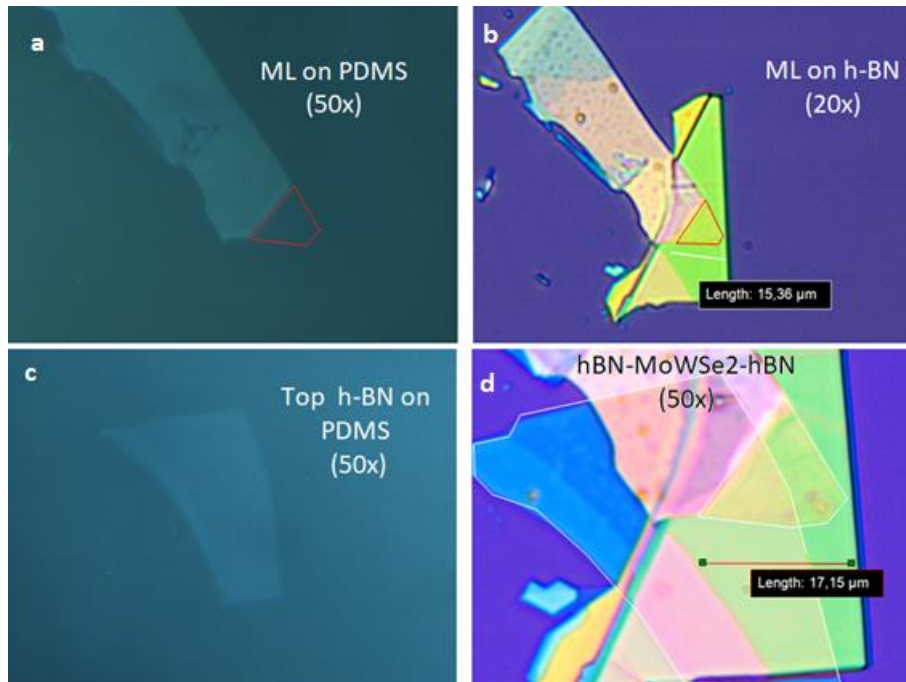 a
ML on PDMS
(50x)
b
ML on h-BN
(20x)
Length: 15,36 µm
c
Top h-BN on
PDMS
(50x)
d
hBN-MoWSe2-hBN
(50x)
Length: 17,15 µm